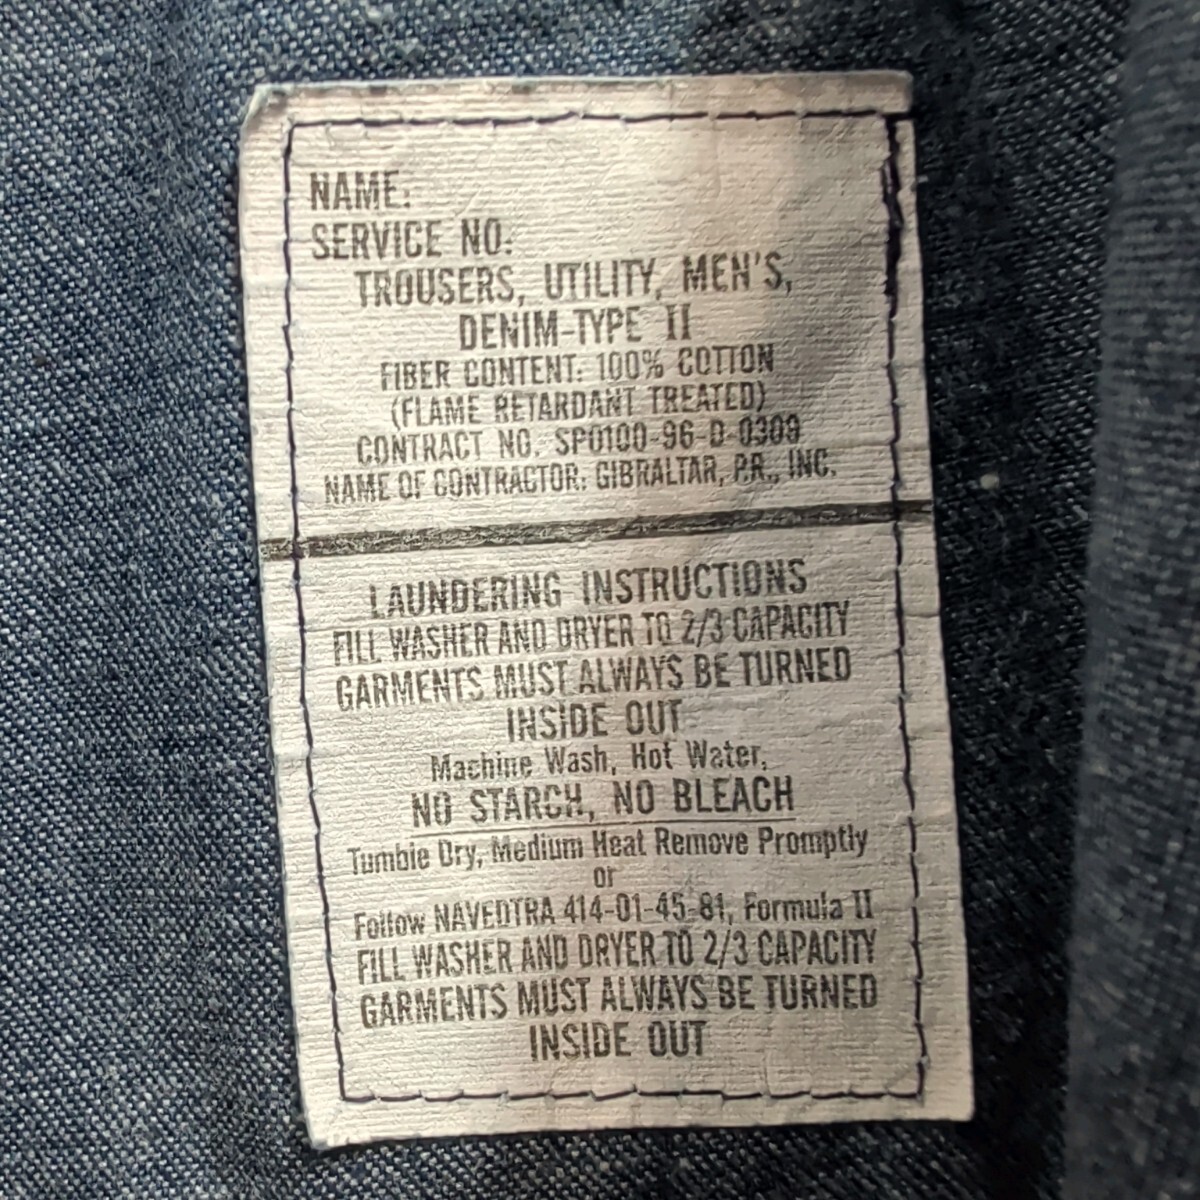 NAME:
SERVICE NO:
TROUSERS, UTILITY, MEN'S,
DENIM-TYPE II
FIBER CONTENT: 100% COTTON
(FLAME RETARDANT TREATED)
CONTRACT NO. SP0100-96-D-0309
NAME OF CONTRACTOR: GIBRALTAR, P.R., INC.
LAUNDERING INSTRUCTIONS
FILL WASHER AND DRYER TO 2/3 CAPACITY
GARMENTS MUST ALWAYS BE TURNED
INSIDE OUT
Machine Wash, Hot Water,
NO STARCH, NO BLEACH
Tumble Dry, Medium Heat Remove Promptly
or
Follow NAVEDTRA 414-01-45-81, Formula II
FILL WASHER AND DRYER TO 2/3 CAPACITY
GARMENTS MUST ALWAYS BE TURNED
INSIDE OUT